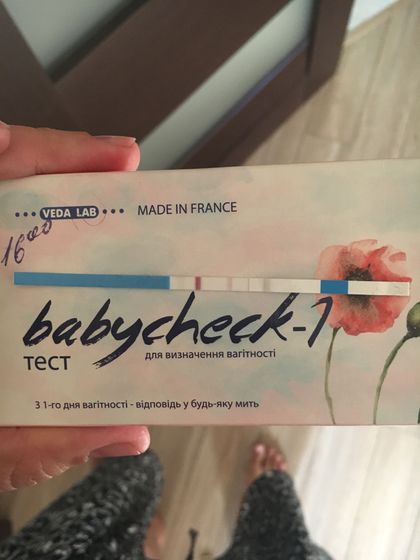 VEDA LAB
MADE IN FRANCE
16⁰⁰
babycheck-1
тест
для визначення вагітності
З 1-го дня вагітності - відповідь у будь-яку мить